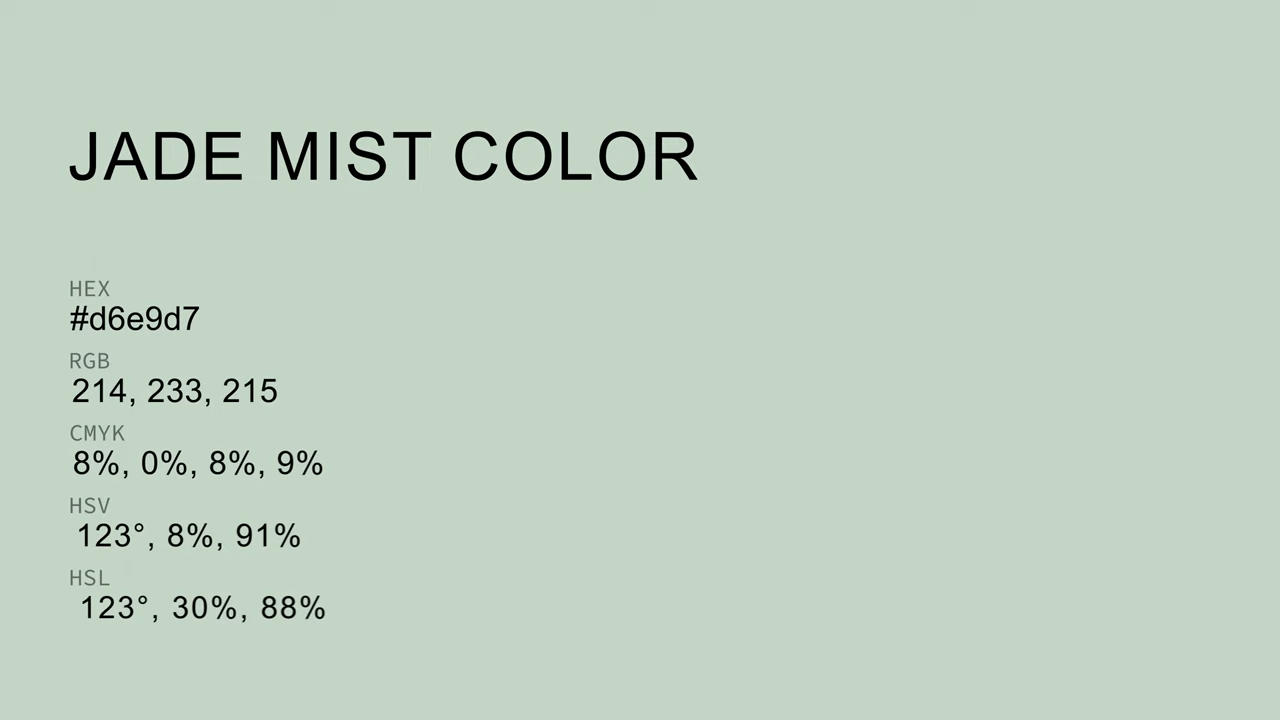 JADE MIST COLOR
HEX
#d6e9d7
RGB
214, 233, 215
CMYK
8%, 0%, 8%, 9%
HSV
123°, 8%, 91%
HSL
123°, 30%, 88%